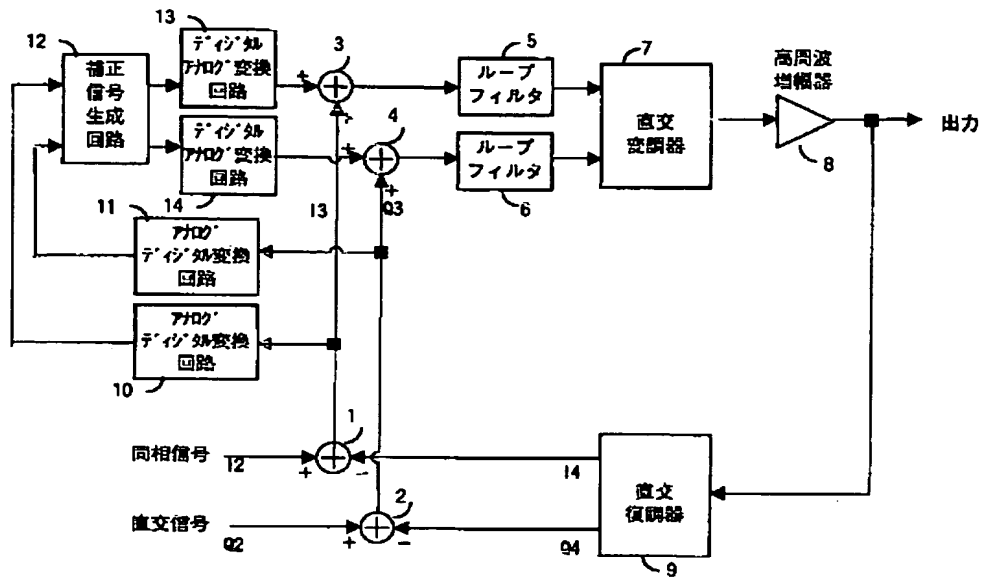 13
ディジタル
アナログ変換
回路
12
補正
信号
生成
回路
3
5
ループ
フィルタ
7
直交
変調器
高周波
増幅器
8
出力
+
+
ディジタル
アナログ変換
回路
14
4
+
+
ループ
フィルタ
6
I3
Q3
11
アナログ
ディジタル変換
回路
アナログ
ディジタル変換
回路
10
1
同相信号
I2
+
-
I4
2
直交信号
Q2
+
-
Q4
直交
復調器
9